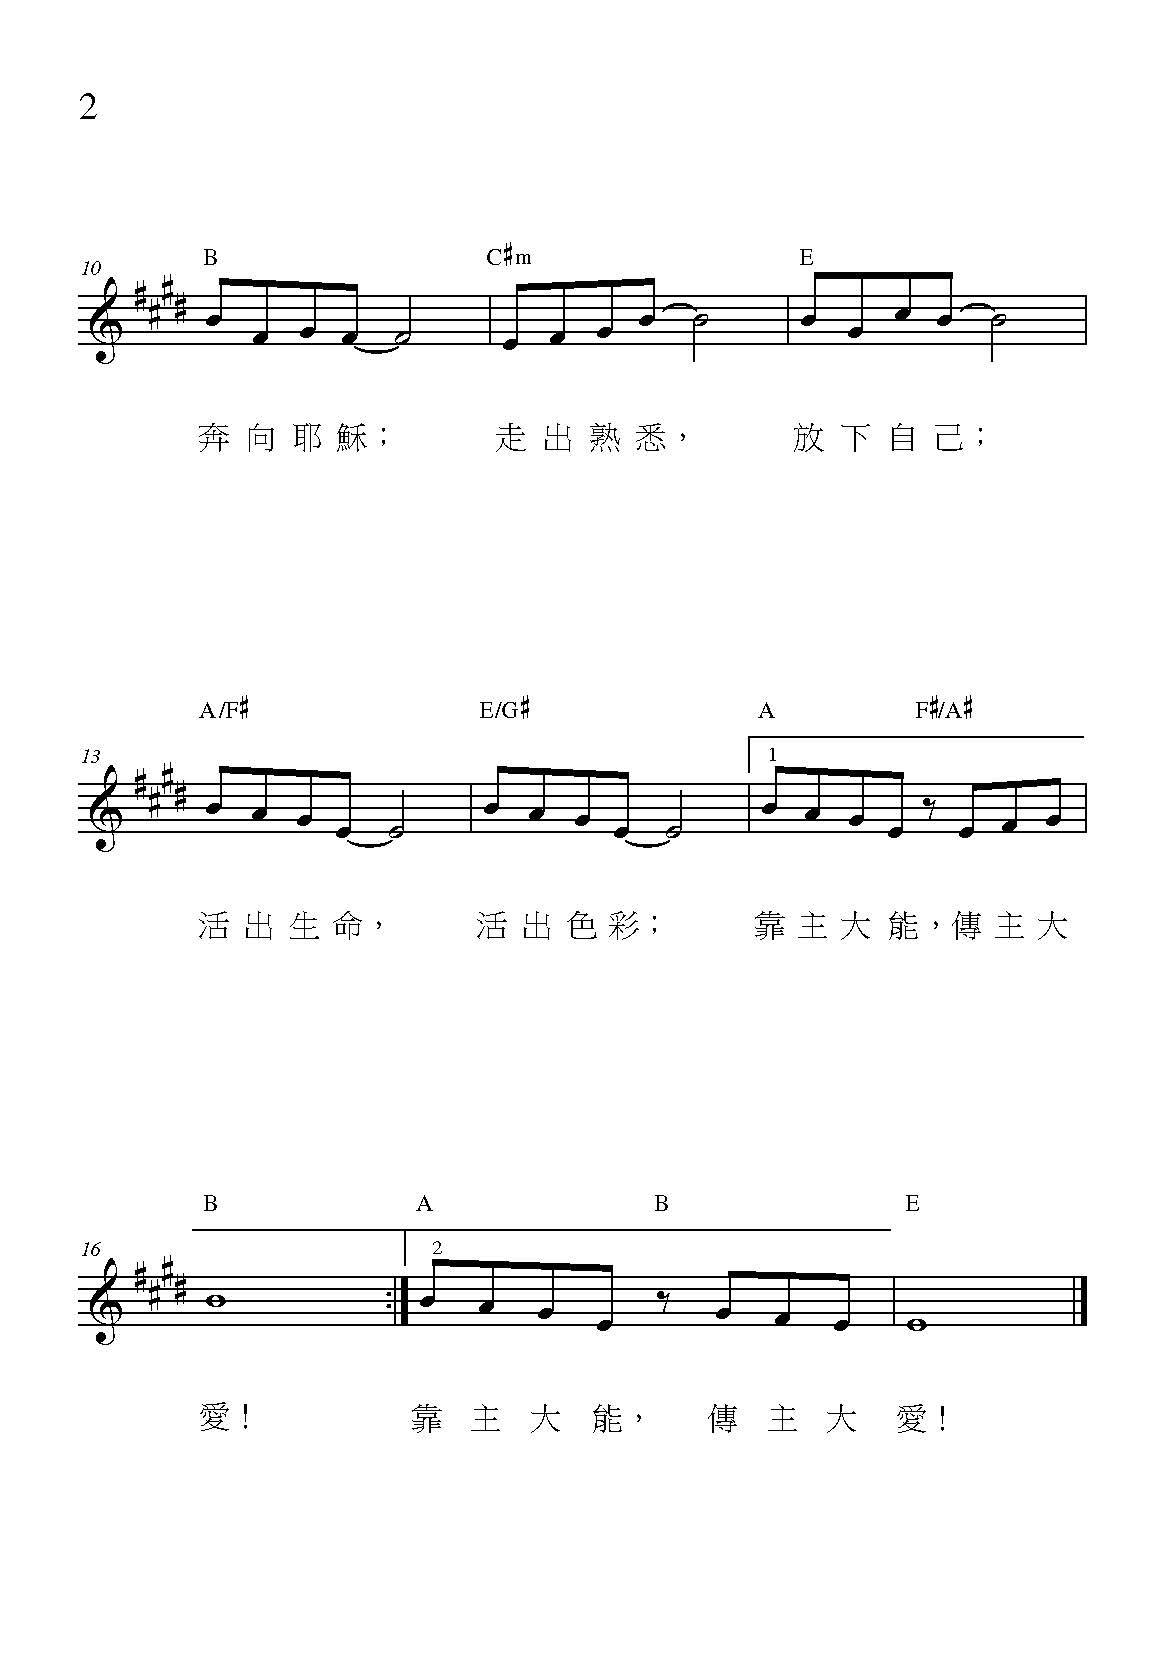 2
B C♯m E
10
奔 向 耶 穌； 走 出 熟 悉， 放 下 自 己；
A/F♯ E/G♯ A F♯/A♯
13 1
活 出 生 命， 活 出 色 彩； 靠 主 大 能，傳 主 大
B A B E
16 2
愛！ 靠 主 大 能， 傳 主 大 愛！